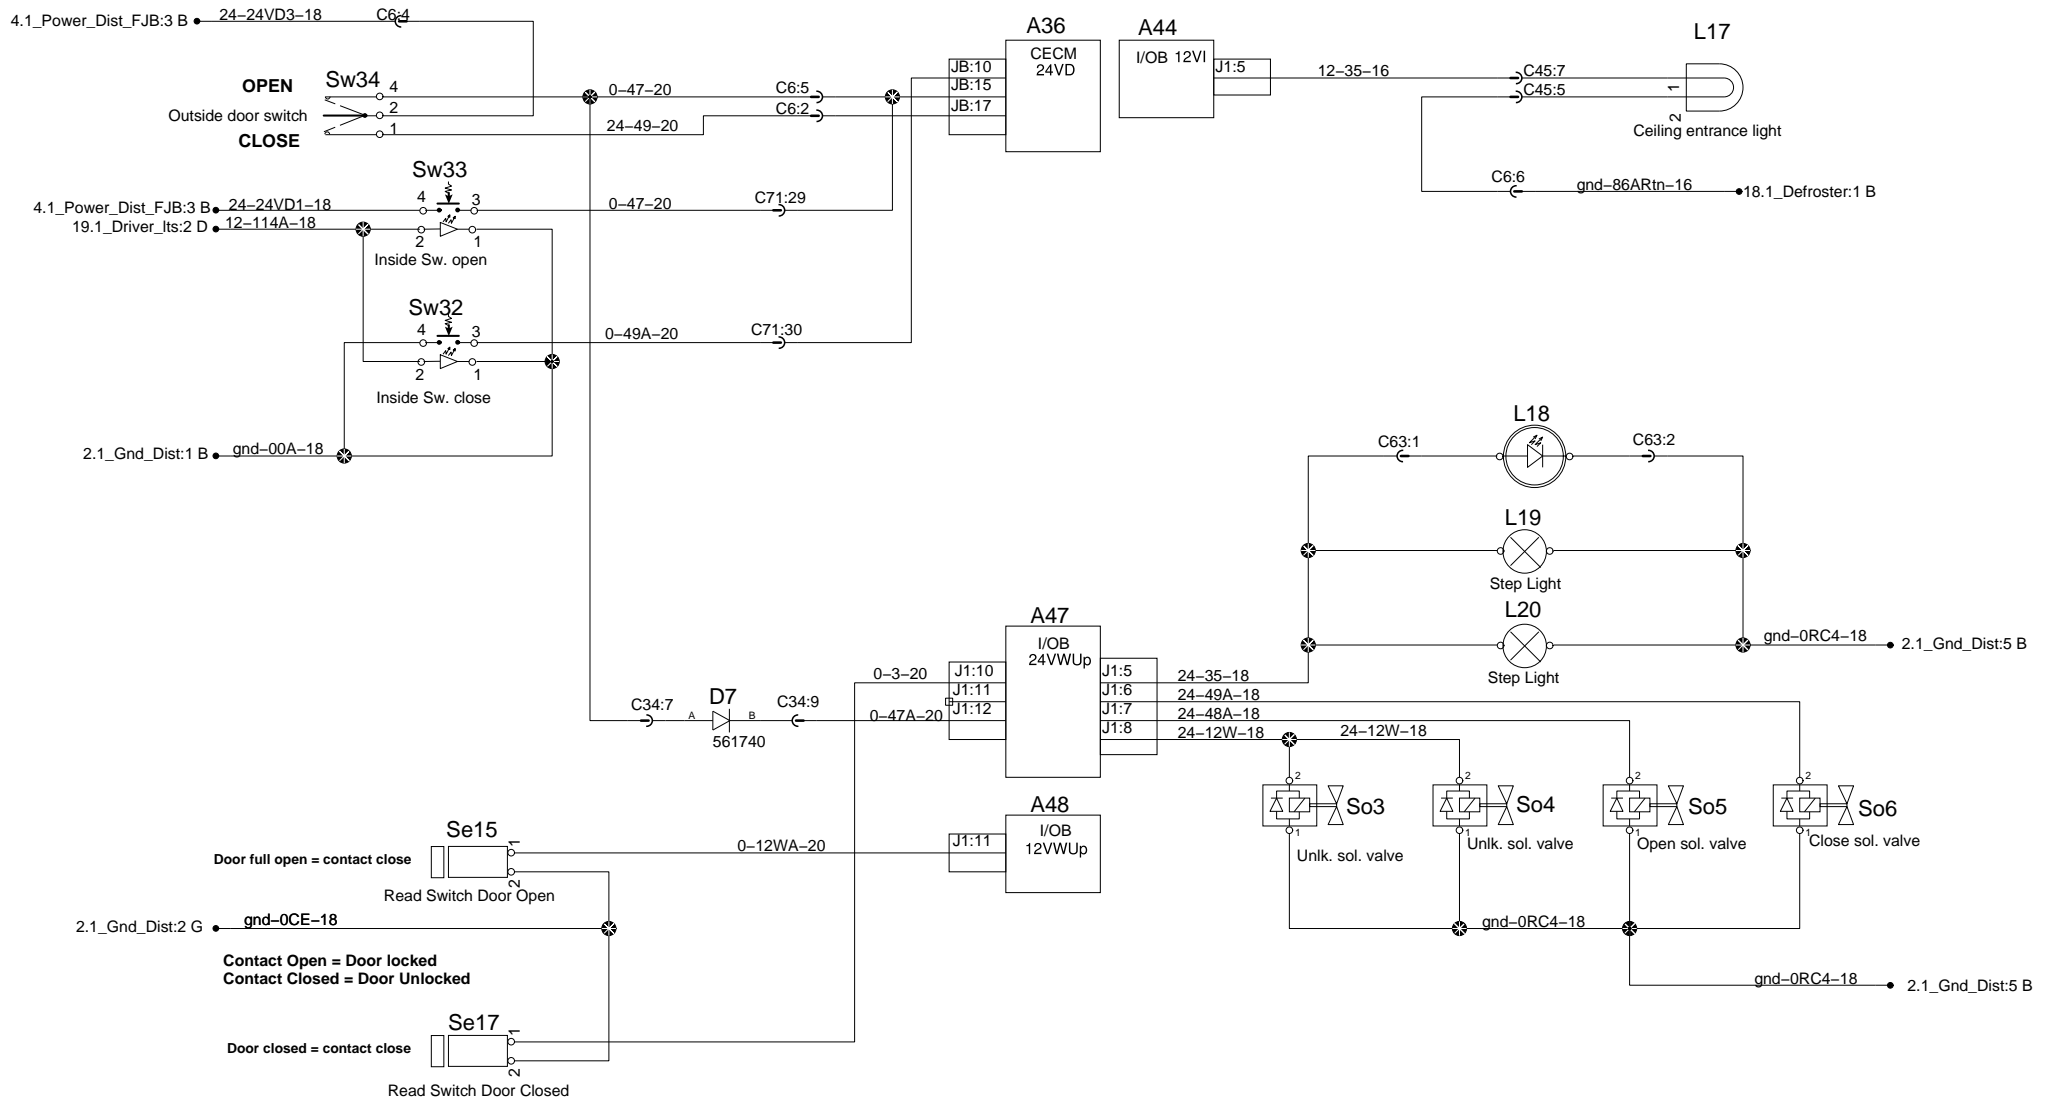 4.1_Power_Dist_FJB:3 B
24-24VD3-18
C6:4
Sw34
OPEN
4
Outside door switch
2
CLOSE
1
0-47-20
C6:5
C6:2
24-49-20
A36
CECM
24VD
JB:10
JB:15
JB:17
A44
I/OB 12VI
J1:5
12-35-16
C45:7
C45:5
L17
1
2
Ceiling entrance light
C6:6
gnd-86ARtn-16
18.1_Defroster:1 B
Sw33
4.1_Power_Dist_FJB:3 B
24-24VD1-18
4
3
0-47-20
C71:29
19.1_Driver_lts:2 D
12-114A-18
2
1
Inside Sw. open
Sw32
4
3
0-49A-20
C71:30
2
1
Inside Sw. close
2.1_Gnd_Dist:1 B
gnd-00A-18
L18
C63:1
C63:2
L19
Step Light
L20
Step Light
gnd-0RC4-18
2.1_Gnd_Dist:5 B
A47
I/OB
24VWUp
J1:10
J1:11
J1:12
J1:5
J1:6
J1:7
J1:8
0-3-20
0-47A-20
24-35-18
24-49A-18
24-48A-18
24-12W-18
24-12W-18
C34:7
A
D7
B
C34:9
561740
2
So3
1
Unlk. sol. valve
2
So4
1
Unlk. sol. valve
2
So5
1
Open sol. valve
2
So6
1
Close sol. valve
gnd-0RC4-18
gnd-0RC4-18
2.1_Gnd_Dist:5 B
A48
I/OB
12VWUp
J1:11
0-12WA-20
Se15
1
2
Door full open = contact close
Read Switch Door Open
2.1_Gnd_Dist:2 G
gnd-0CE-18
Contact Open = Door locked
Contact Closed = Door Unlocked
Se17
1
2
Door closed = contact close
Read Switch Door Closed